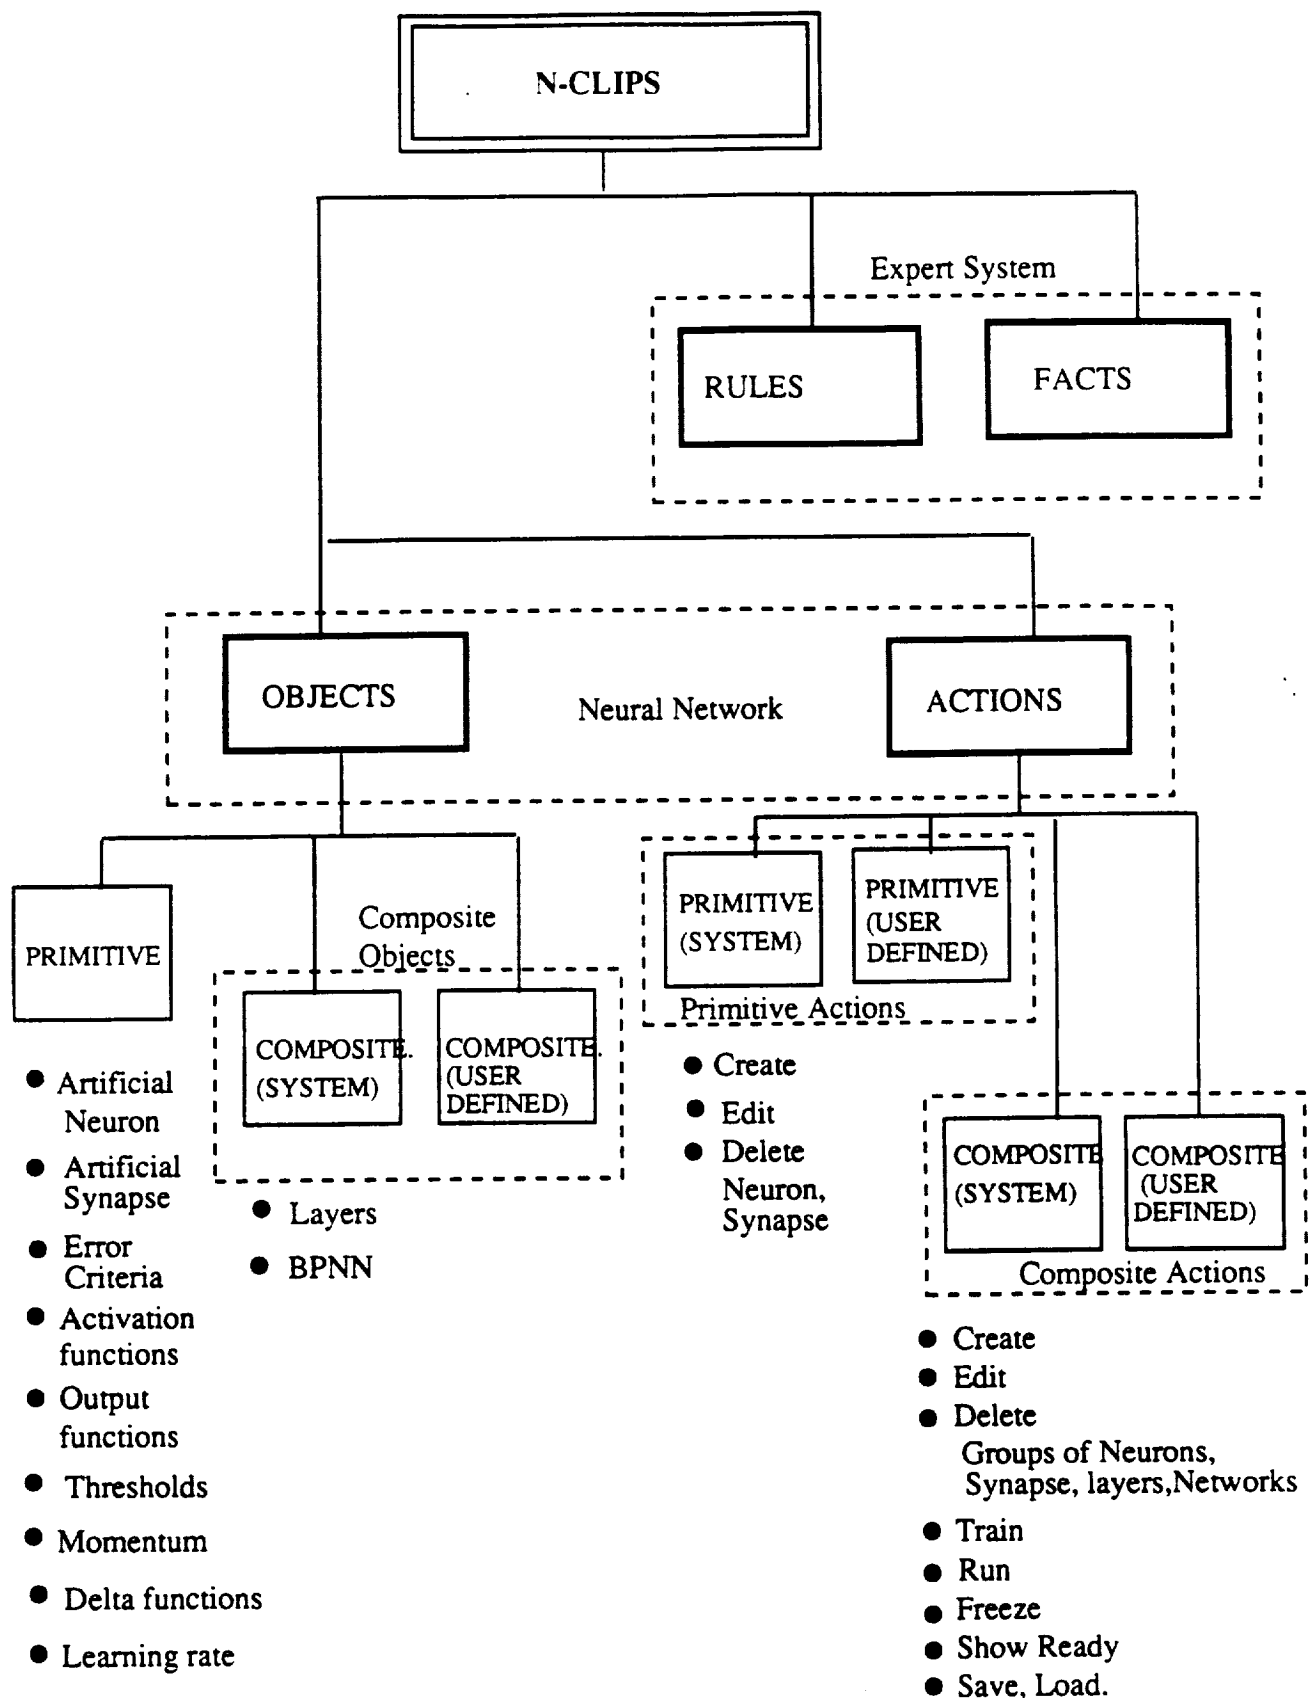 N-CLIPS
Expert System
RULES
FACTS
OBJECTS
Neural Network
ACTIONS
PRIMITIVE
Composite
Objects
COMPOSITE.
(SYSTEM)
COMPOSITE.
(USER
DEFINED)
PRIMITIVE
(SYSTEM)
PRIMITIVE
(USER
DEFINED)
Primitive Actions
COMPOSITE
(SYSTEM)
COMPOSITE
(USER
DEFINED)
Composite Actions
● Artificial
Neuron
● Artificial
Synapse
● Error
Criteria
● Activation
functions
● Output
functions
● Thresholds
● Momentum
● Delta functions
● Learning rate
● Layers
● BPNN
● Create
● Edit
● Delete
Neuron,
Synapse
● Create
● Edit
● Delete
Groups of Neurons,
Synapse, layers,Networks
● Train
● Run
● Freeze
● Show Ready
● Save, Load.